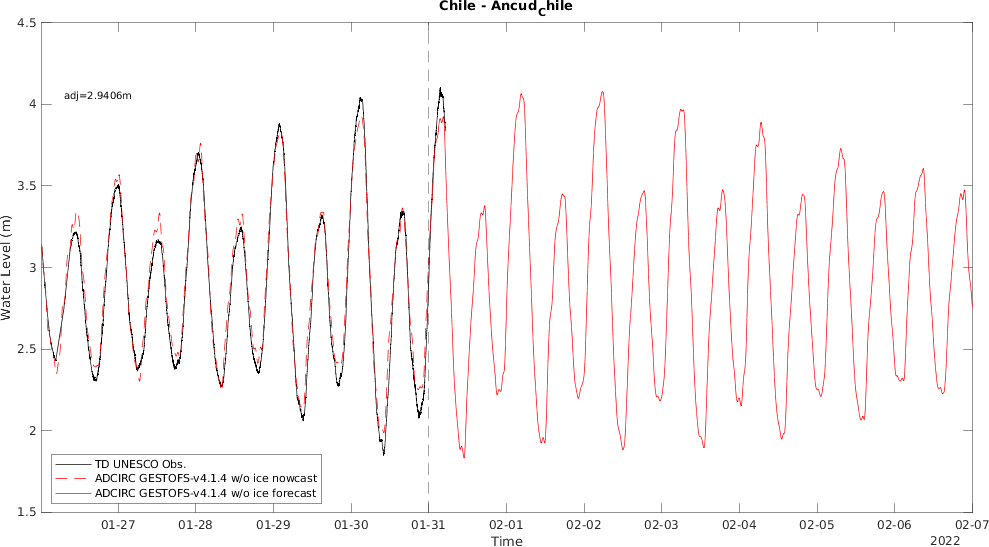 Chile - Ancud_Chile
4.5
4
3.5
3
2.5
2
1.5
Water Level (m)
adj=2.9406m
TD UNESCO Obs.
ADCIRC GESTOFS-v4.1.4 w/o ice nowcast
ADCIRC GESTOFS-v4.1.4 w/o ice forecast
01-27 01-28 01-29 01-30 01-31 02-01 02-02 02-03 02-04 02-05 02-06 02-07
Time
2022